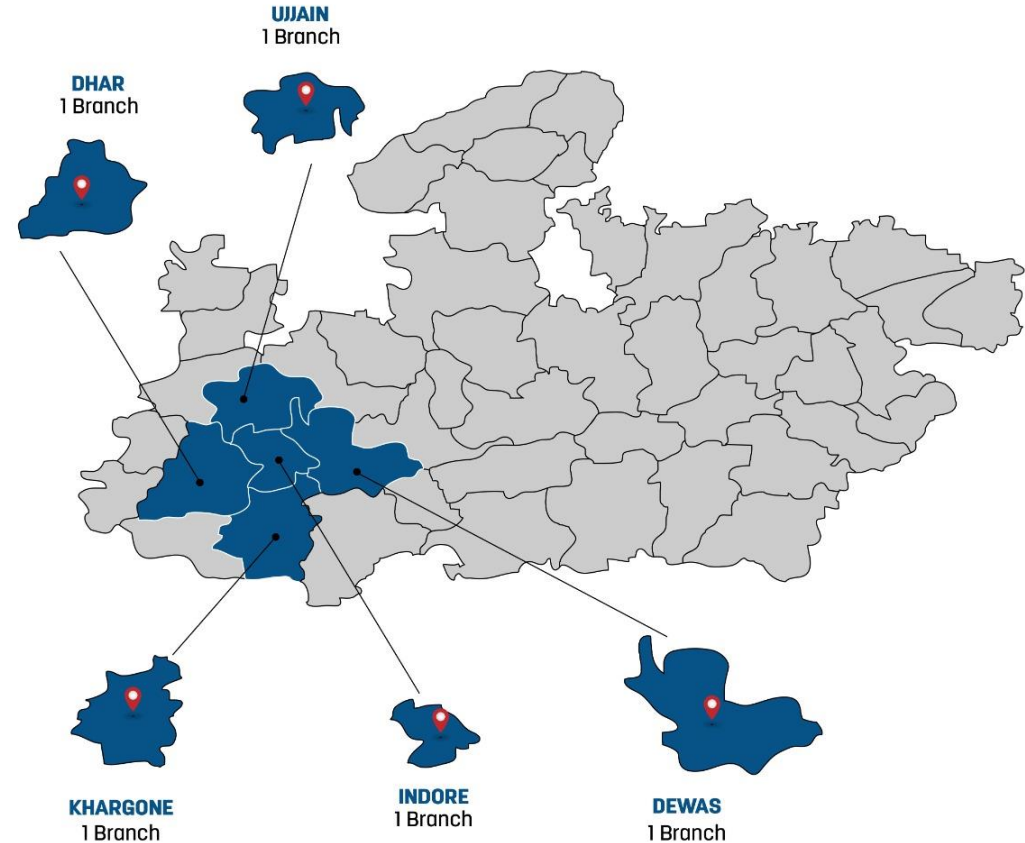 UJJAIN
1 Branch
DHAR
1 Branch
KHARGONE
1 Branch
INDORE
1 Branch
DEWAS
1 Branch